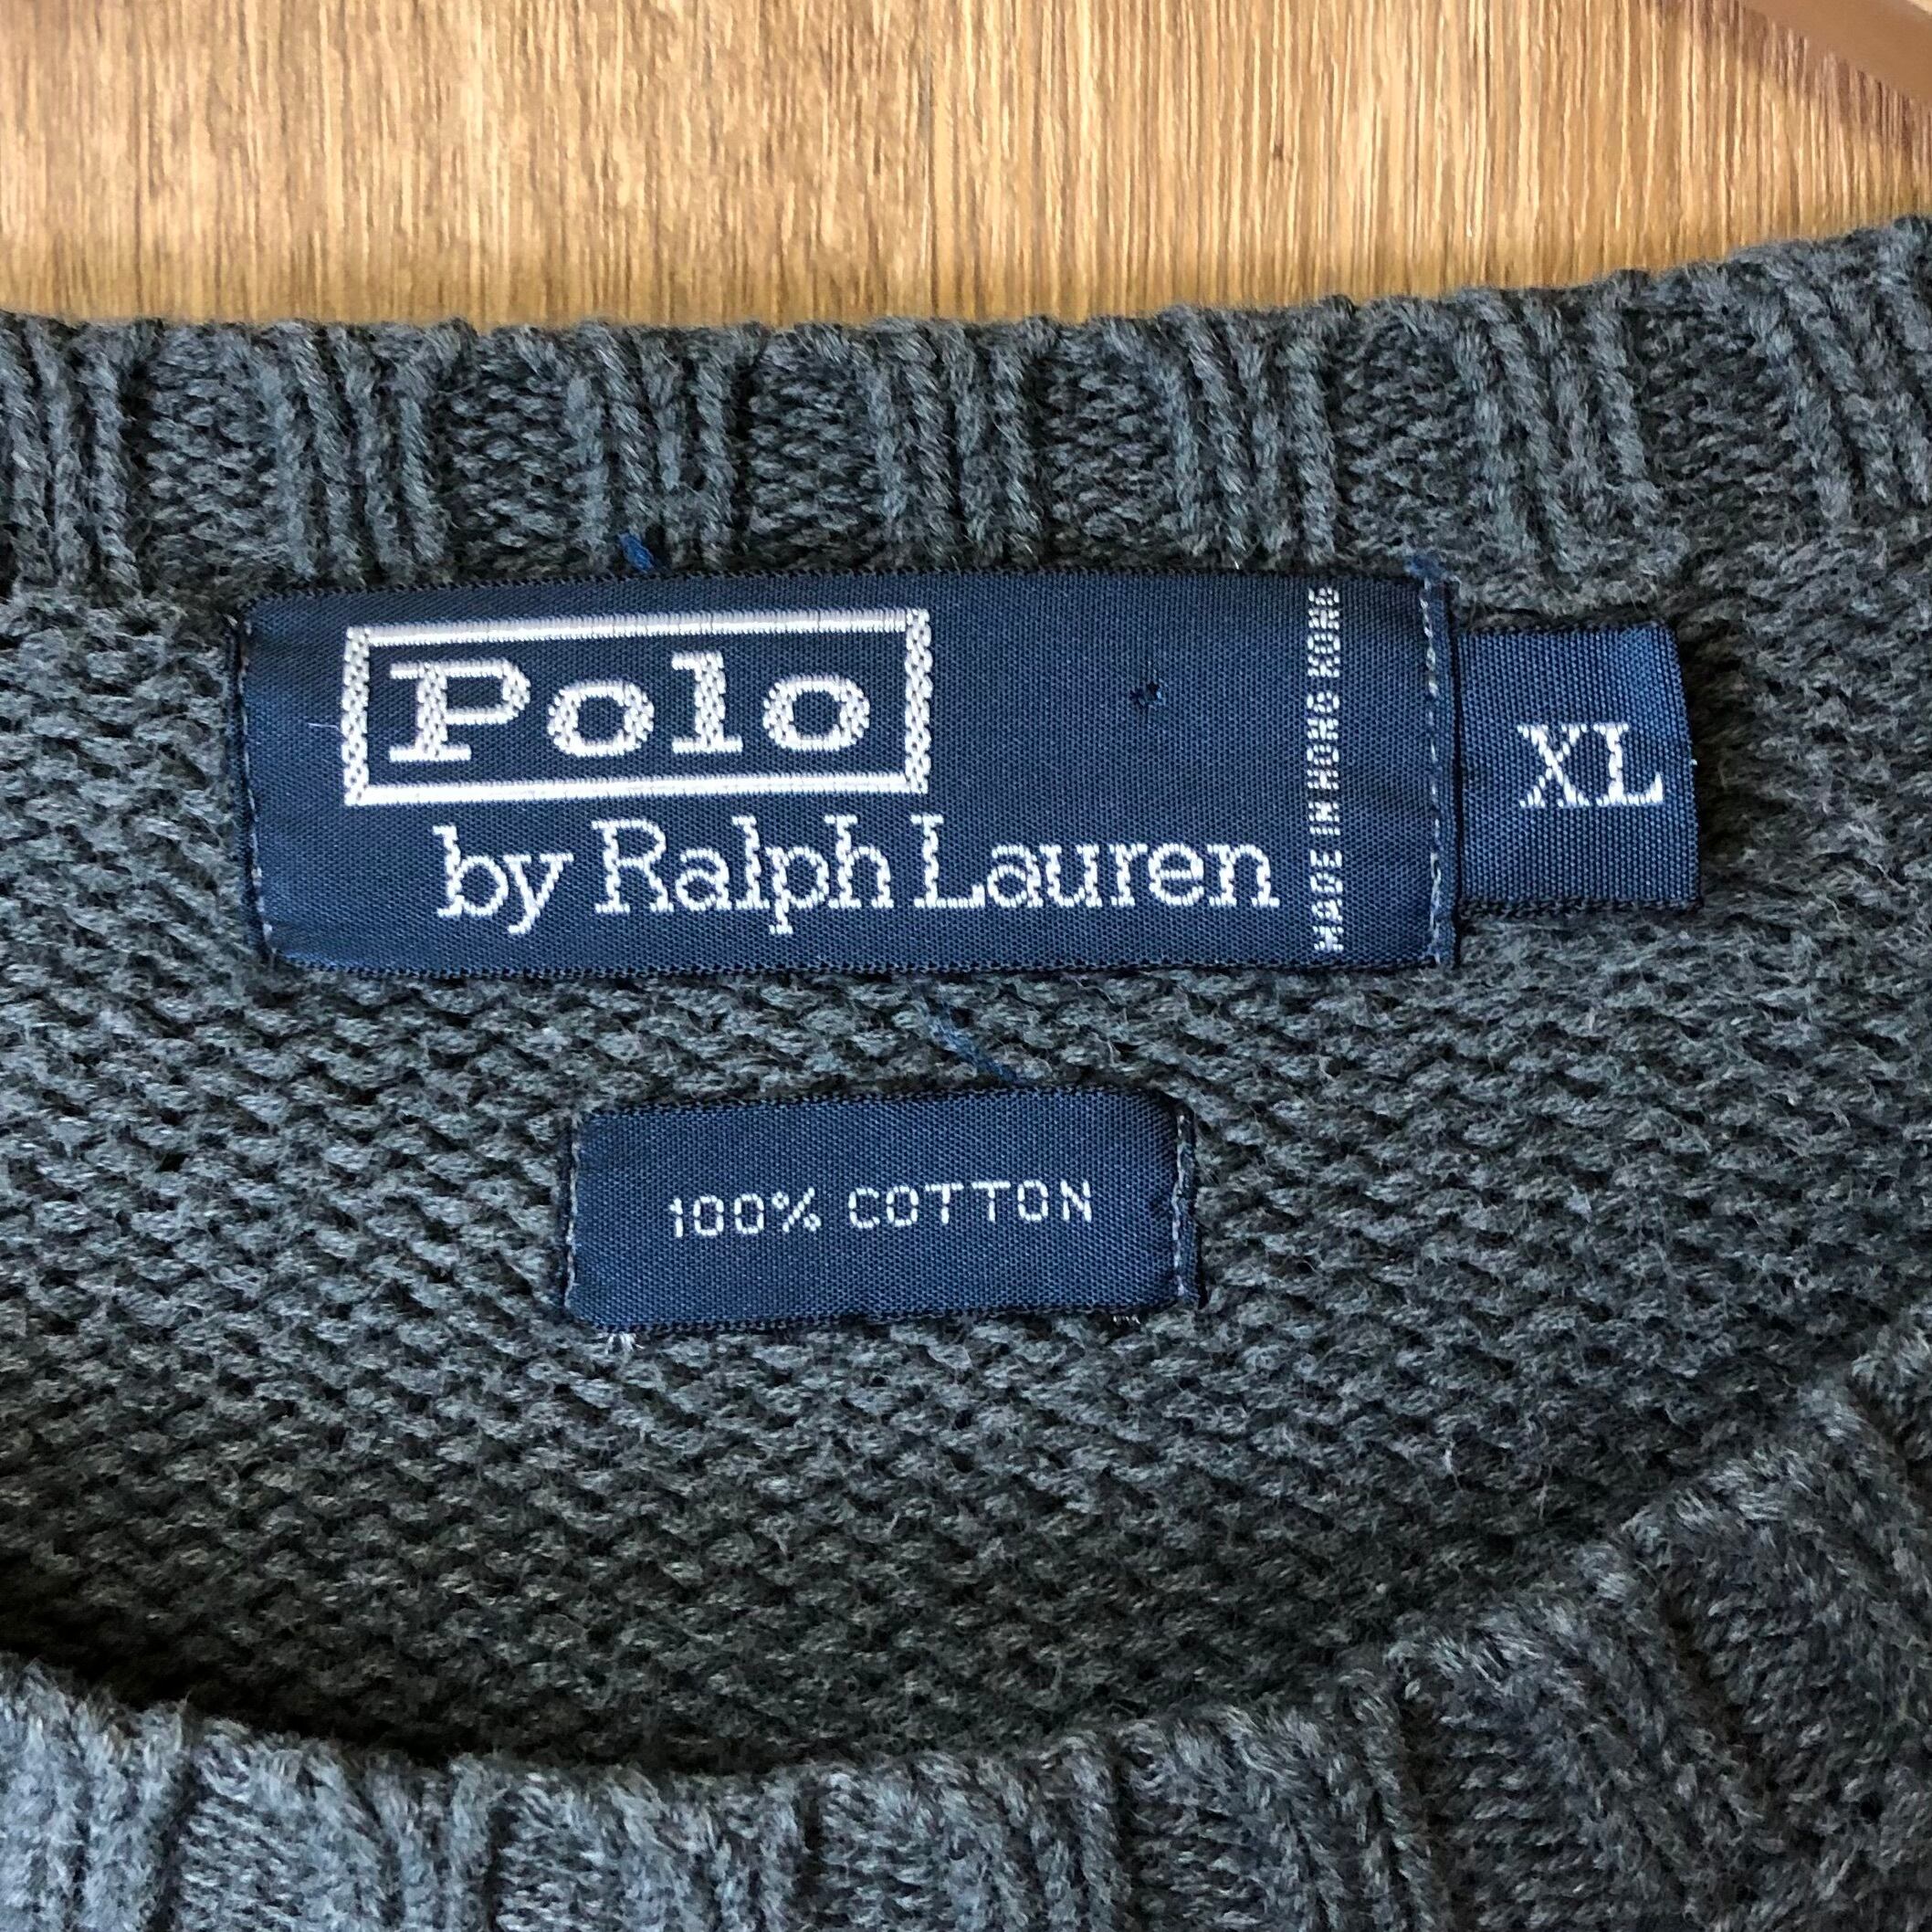 Polo
by Ralph Lauren
MADE IN HONG KONG
XL
100% COTTON